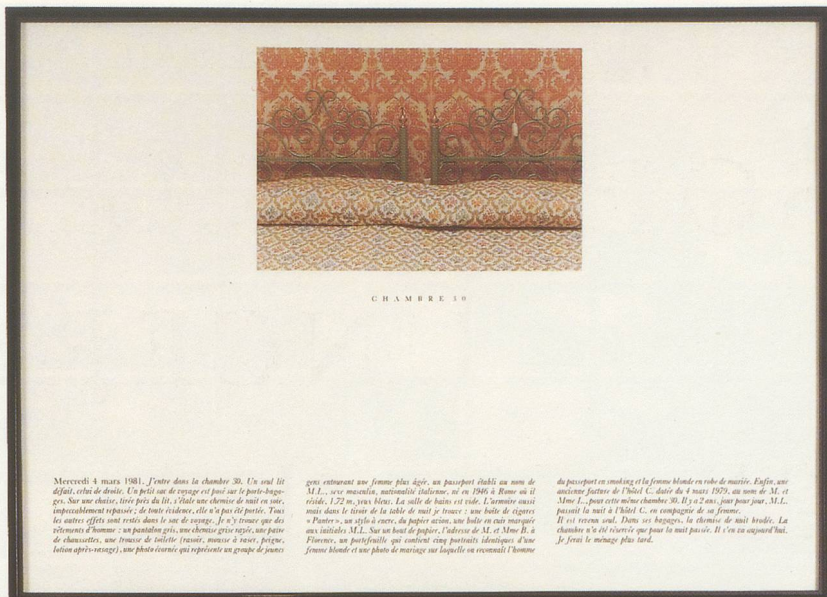 CHAMBRE 30
Mercredi 4 mars 1981. J'entre dans la chambre 30. Un seul lit
défait, celui de droite. Un petit sac de voyage est posé sur le porte-baga-
ges. Sur une chaise, tirée près du lit, s'étale une chemise de nuit en soie,
impeccablement repassée ; de toute évidence, elle n'a pas été portée. Tous
les autres effets sont restés dans le sac de voyage. Je n'y trouve que des
vêtements d'homme : un pantalon gris, une chemise grise rayée, une paire
de chaussettes, une trousse de toilette (rasoir, mousse à raser, peigne,
lotion après-rasage), une photo écornée qui représente un groupe de jeunes
gens entourant une femme plus âgée, un passeport établi au nom de
M.L., sexe masculin, nationalité italienne, né en 1946 à Rome où il
réside, 1,72 m, yeux bleus. La salle de bains est vide. L'armoire aussi
mais dans le tiroir de la table de nuit je trouve : une boîte de cigares
« Panter », un stylo à encre, du papier avion, une boîte en cuir marquée
aux initiales M.L. Sur un bout de papier, l'adresse de M. et Mme B. à
Florence, un portefeuille qui contient cinq portraits identiques d'une
femme blonde et une photo de mariage sur laquelle on reconnaît l'homme
du passeport en smoking et la femme blonde en robe de mariée. Enfin, une
ancienne facture de l'hôtel C. datée du 4 mars 1979, au nom de M. et
Mme L., pour cette même chambre 30. Il y a 2 ans, jour pour jour, M.L.
passait la nuit à l'hôtel C. en compagnie de sa femme.
Il est revenu seul. Dans ses bagages, la chemise de nuit brodée. La
chambre n'a été réservée que pour la nuit passée. Il s'en va aujourd'hui.
Je ferai le ménage plus tard.